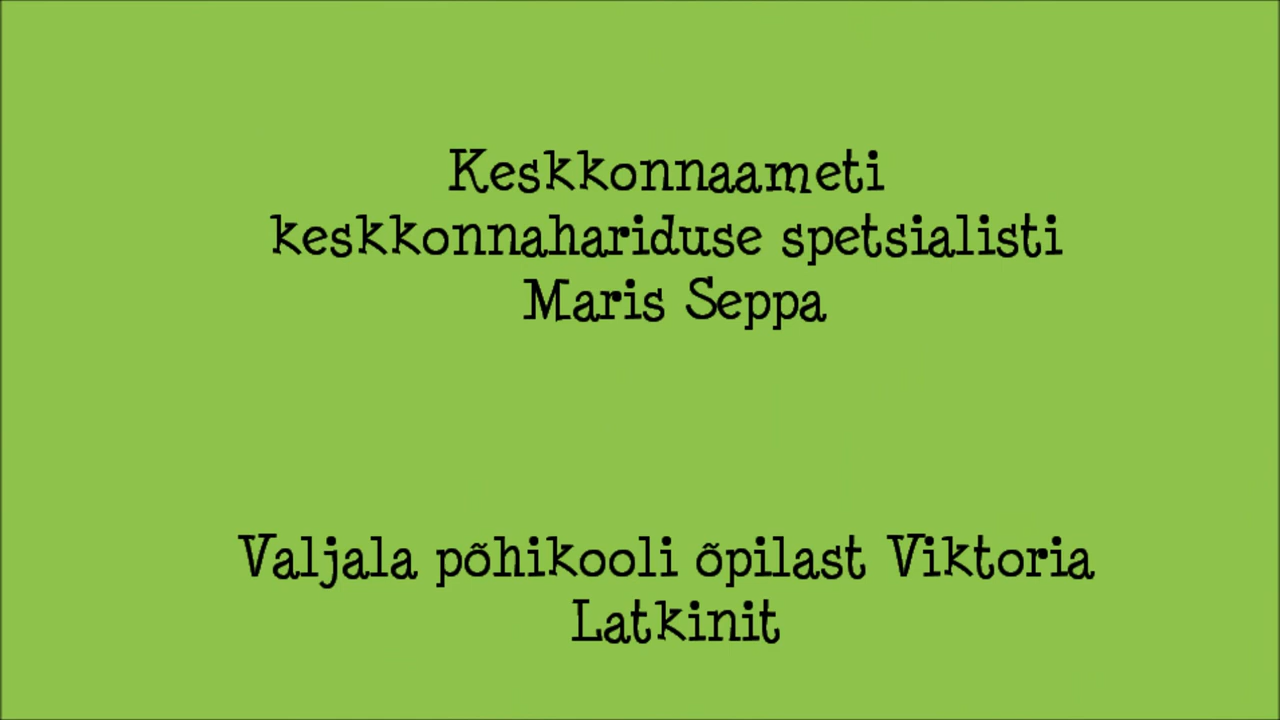 Keskkonnaameti
keskkonnahariduse spetsialisti
Maris Seppa
Valjala põhikooli õpilast Viktoria
Latkinit